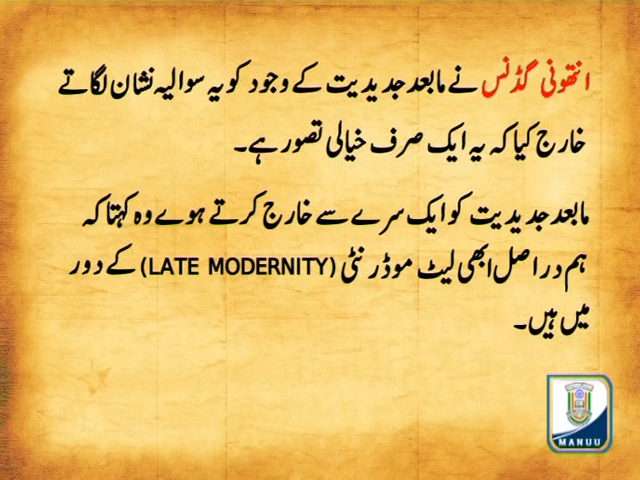 انتھونی گڈنس نے مابعد جدیدیت کے وجود کو یہ سوالیہ نشان لگاتے
خارج کیا کہ یہ ایک صرف خیالی تصور ہے۔
مابعد جدیدیت کو ایک سرے سے خارج کرتے ہوے وہ کہتا کہ
ہم دراصل ابھی لیٹ موڈرنٹی (LATE MODERNITY) کے دور
میں ہیں۔
MANUU